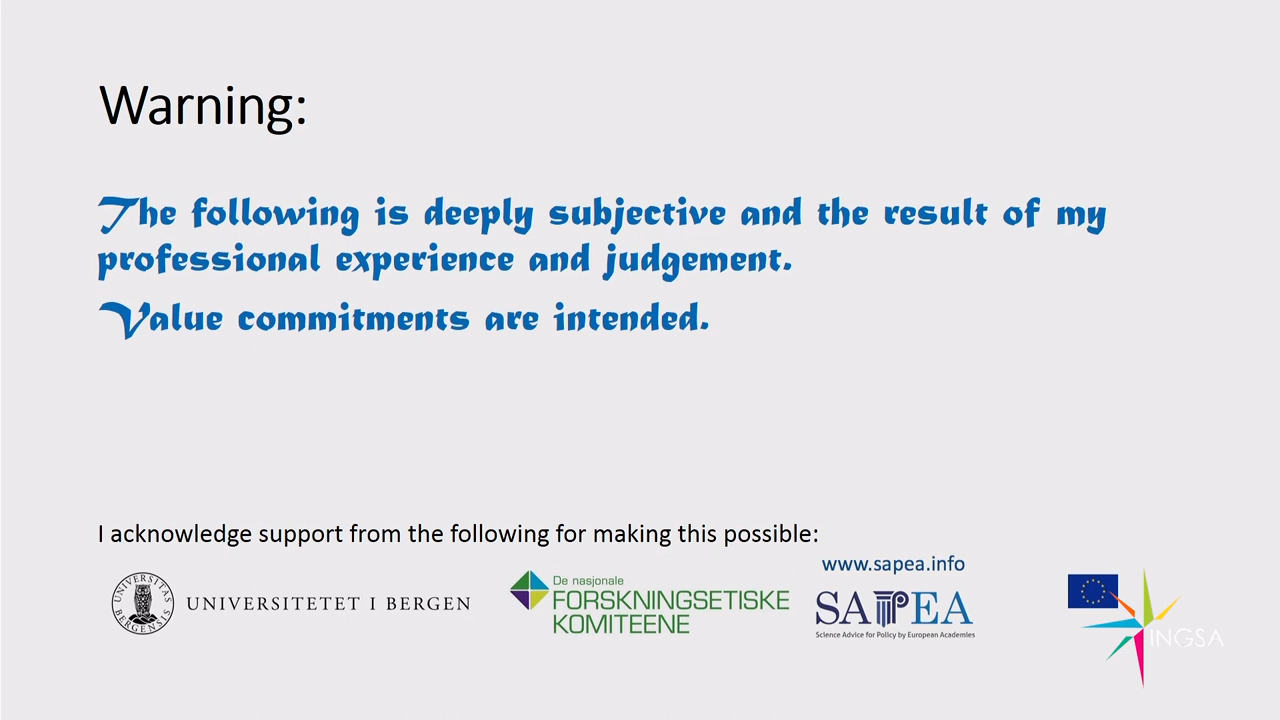 Warning:
The following is deeply subjective and the result of my
professional experience and judgement.
Value commitments are intended.
I acknowledge support from the following for making this possible:
www.sapea.info
UNIVERSITAS BERGENSIS
UNIVERSITETET I BERGEN
De nasjonale
FORSKNINGSETISKE
KOMITEENE
SAPEA
Science Advice for Policy by European Academies
INGSA